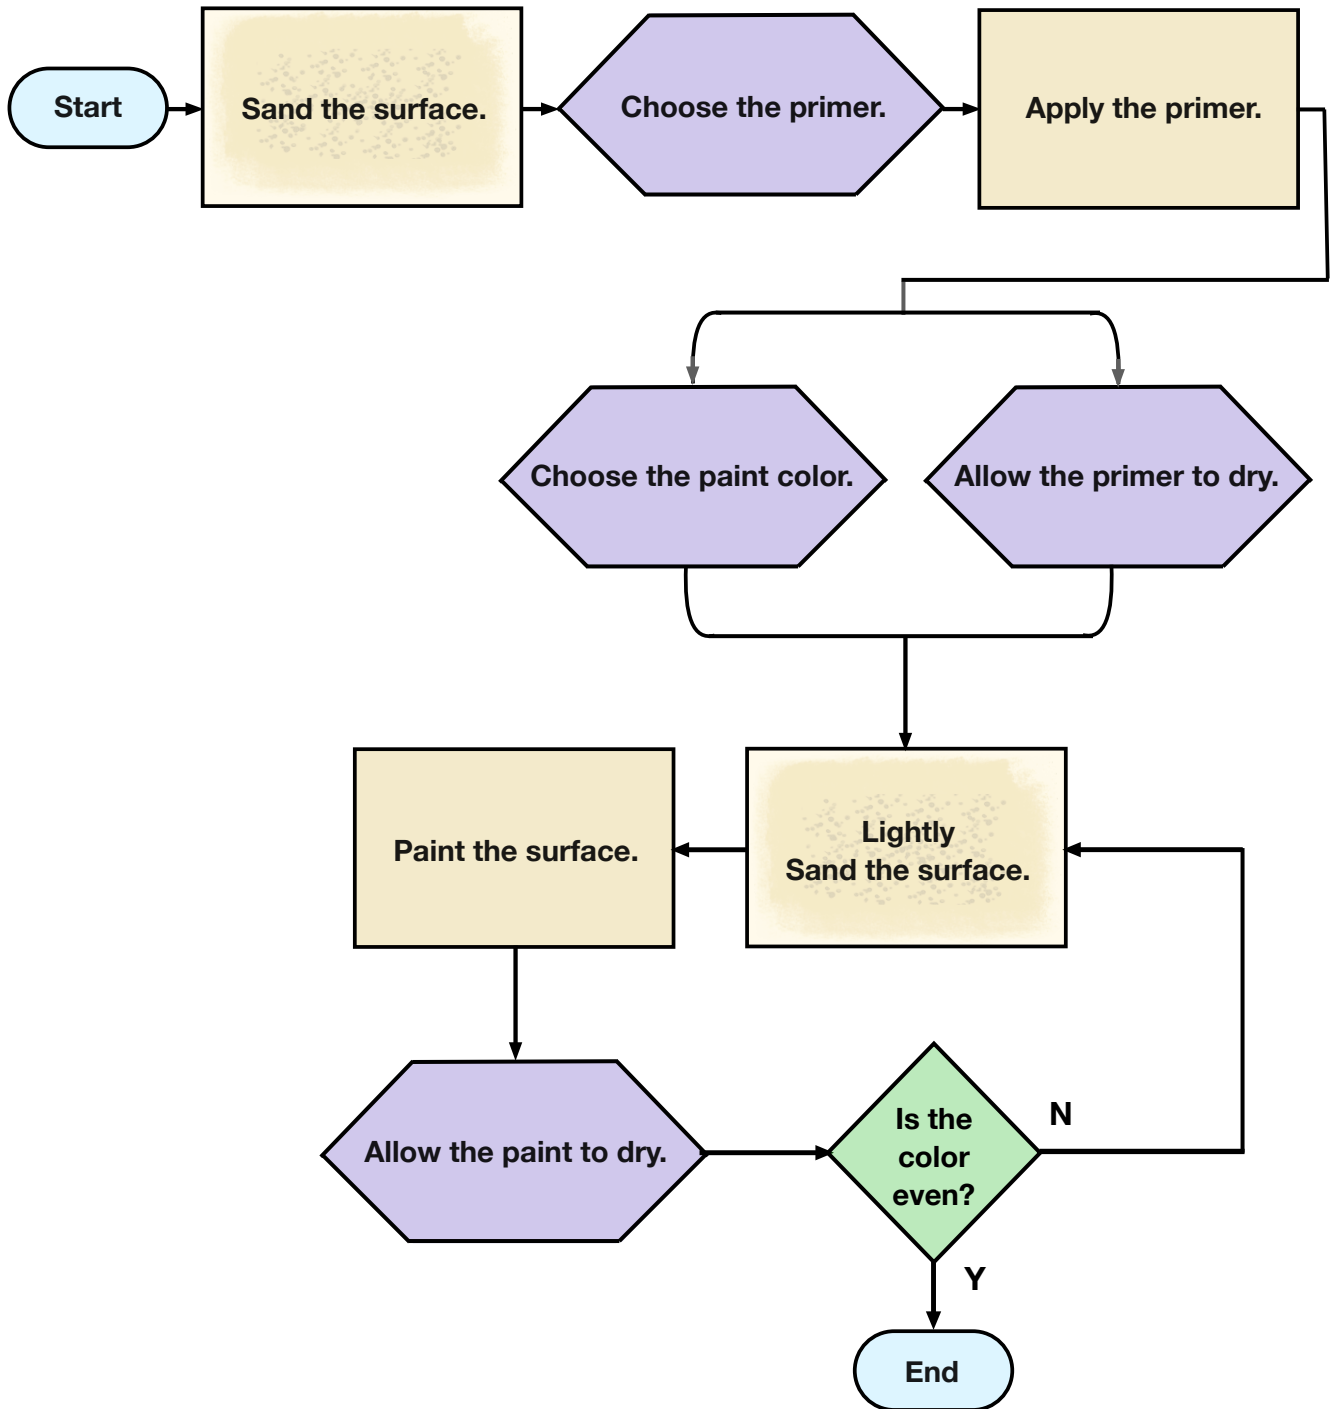 Start
Sand the surface.
Choose the primer.
Apply the primer.
Choose the paint color.
Allow the primer to dry.
Lightly
Sand the surface.
Paint the surface.
Allow the paint to dry.
Is the
color
even?
N
Y
End